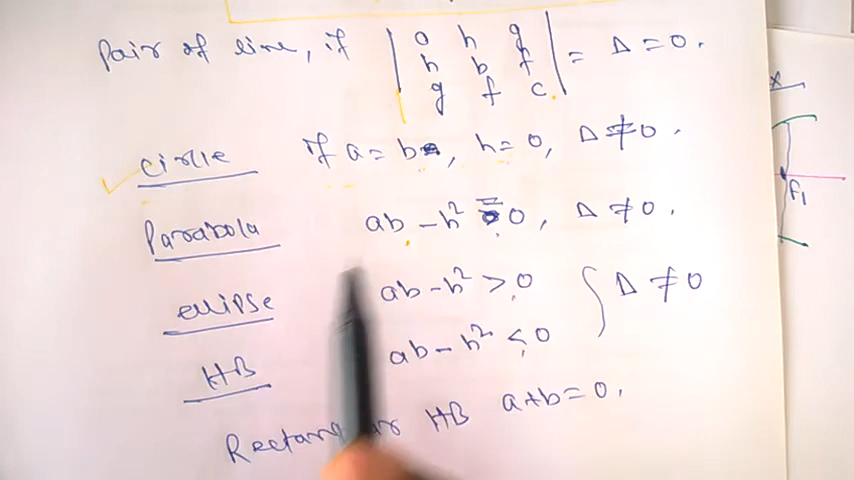 Pair of line, if | a h g | = Δ = 0.
| h b f |
| g f c |
circle if a = b, h = 0, Δ ≠ 0.
Parabola ab - h² = 0, Δ ≠ 0.
ellipse ab - h² > 0 } Δ ≠ 0
HB ab - h² < 0
HB a+b = 0.
x
F₁